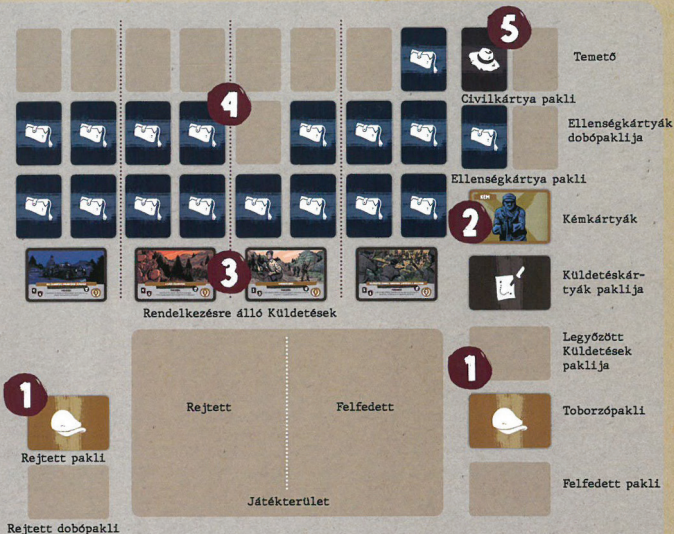 5
Temető
4
Civilkártya pakli
Ellenségkártyák
dobópaklija
Ellenségkártya pakli
KÉM
2
Kémkártyák
3
Küldetéskár-
tyák paklija
Rendelkezésre álló Küldetések
Legyőzött
Küldetések
paklija
1
1
Rejtett
Felfedett
Toborzópakli
Rejtett pakli
Felfedett pakli
Játékterület
Rejtett dobópakli